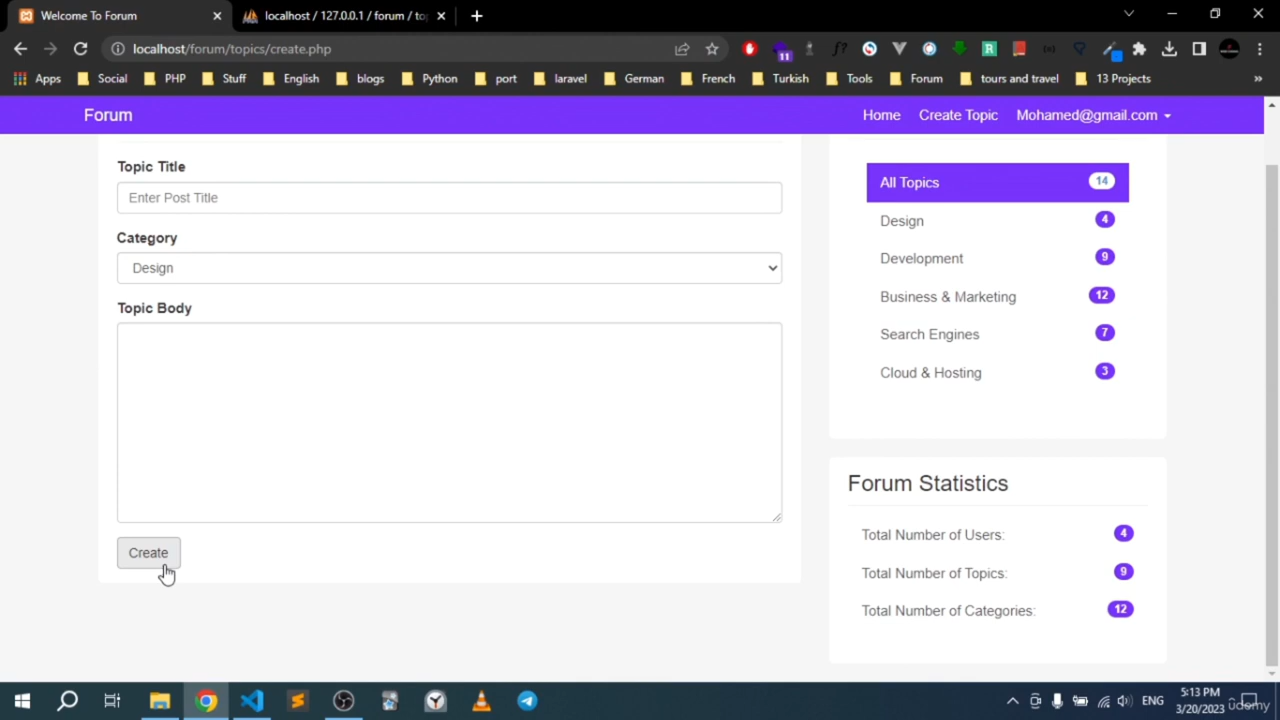 Welcome To Forum
localhost / 127.0.0.1 / forum / to
localhost/forum/topics/create.php
11
f?
R
Apps
Social
PHP
Stuff
English
blogs
Python
port
laravel
German
French
Turkish
Tools
Forum
tours and travel
13 Projects
»
Forum
Home
Create Topic
Mohamed@gmail.com
Topic Title
Enter Post Title
Category
Design
Topic Body
Create
All Topics 14
Design 4
Development 9
Business & Marketing 12
Search Engines 7
Cloud & Hosting 3
Forum Statistics
Total Number of Users: 4
Total Number of Topics: 9
Total Number of Categories: 12
ENG
5:13 PM
3/20/2023
udemy